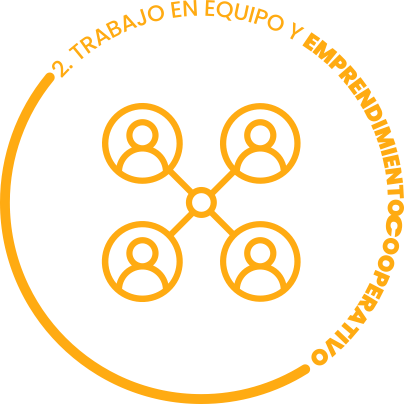 2. TRABAJO EN EQUIPO Y EMPRENDIMIENTO COOPERATIVO